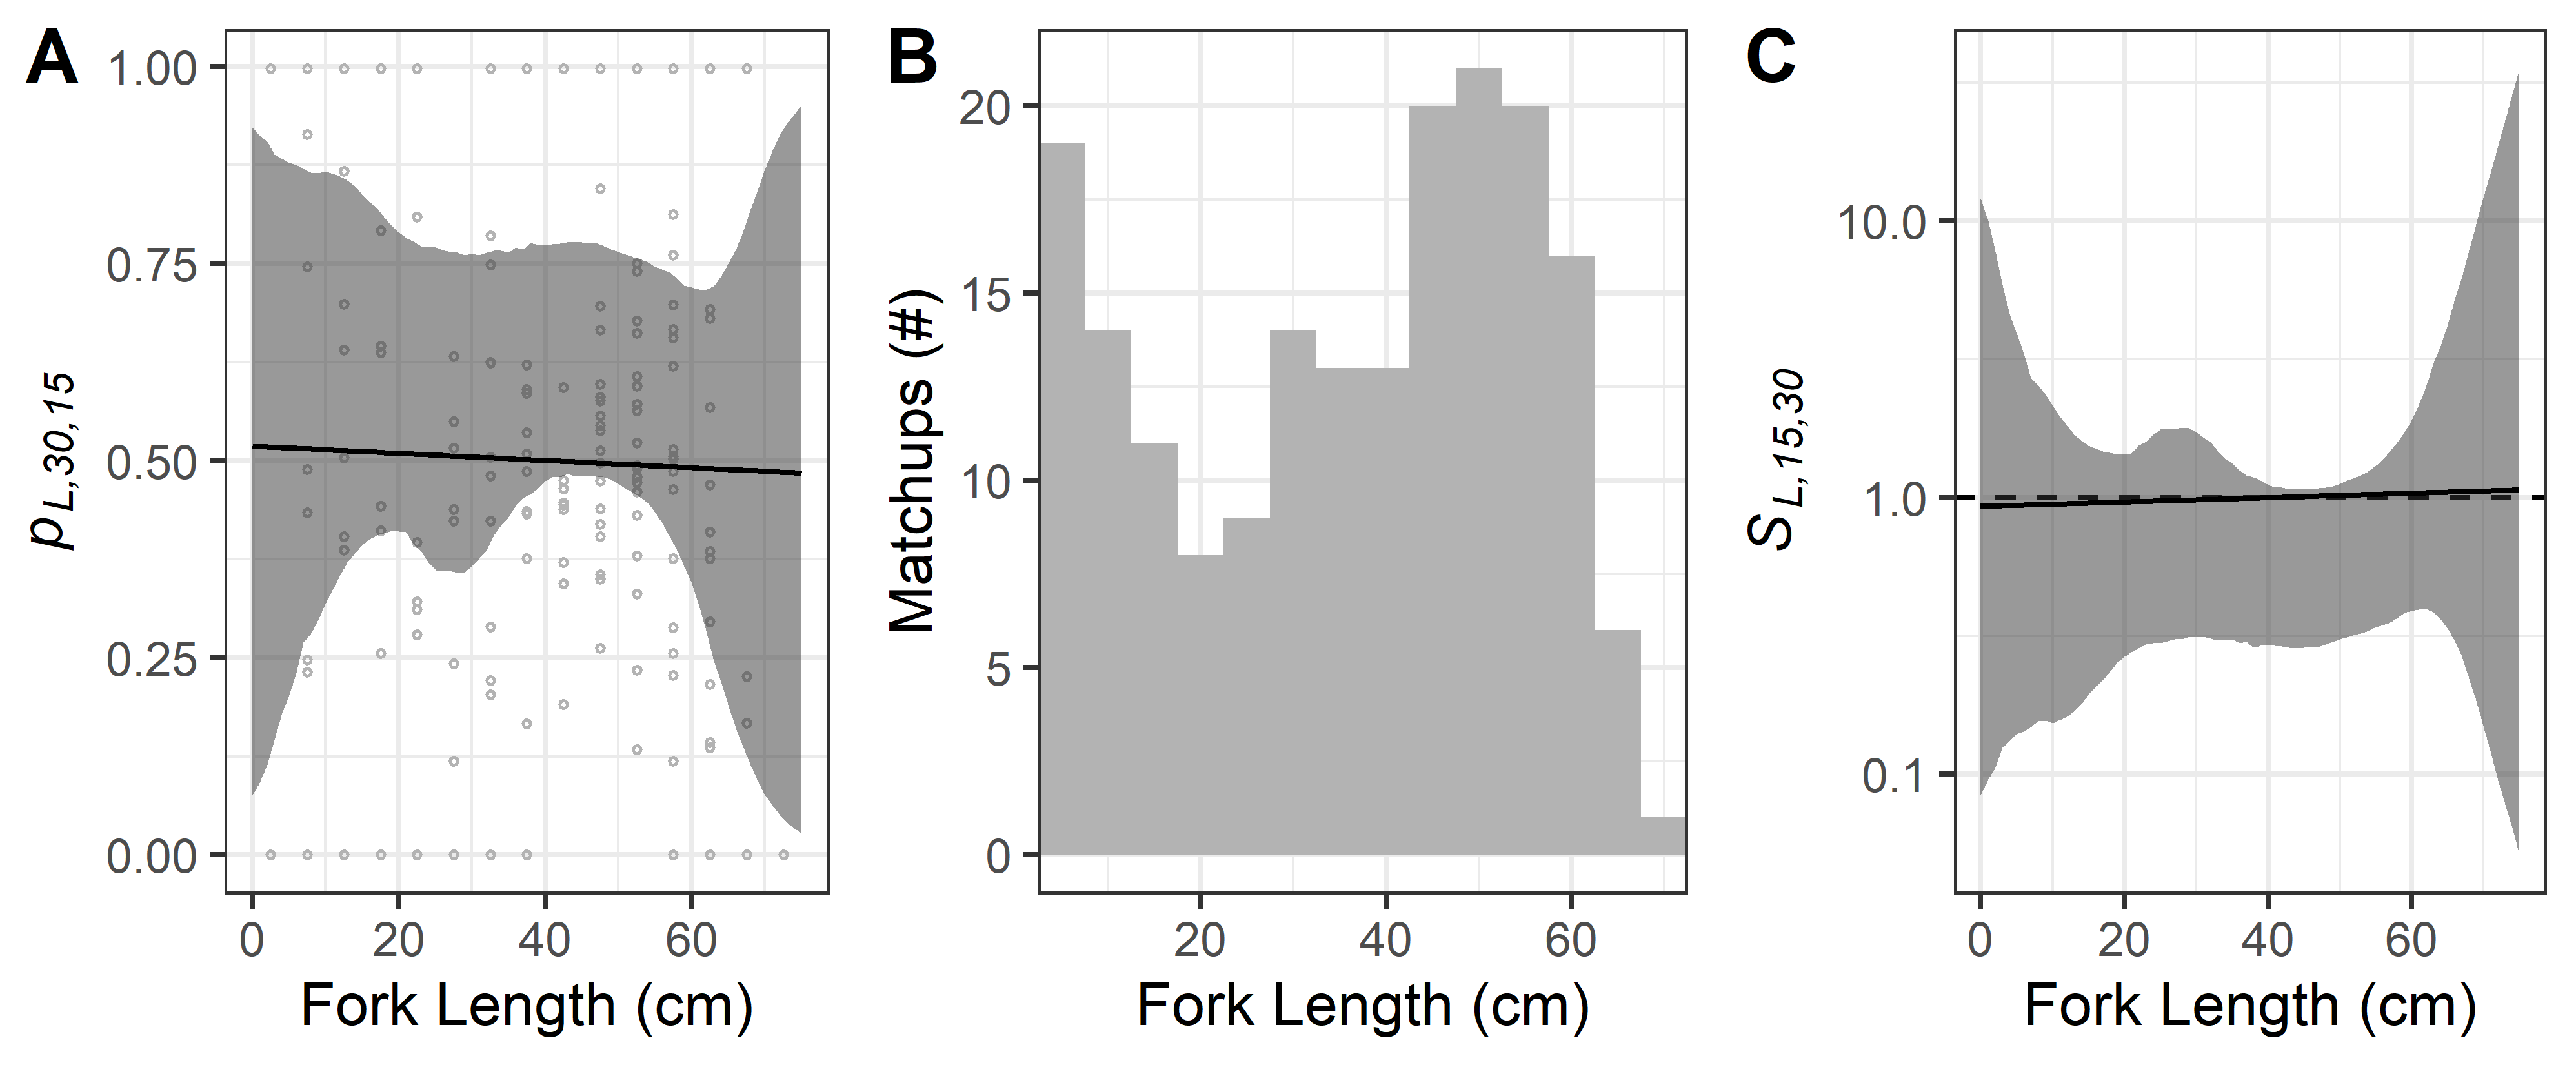 A
1.00
0.75
0.50
0.25
0.00
p L,30,15
0 20 40 60
Fork Length (cm)
B
20
15
10
5
0
Matchups (#)
20 40 60
Fork Length (cm)
C
10.0
1.0
0.1
S L,15,30
0 20 40 60
Fork Length (cm)